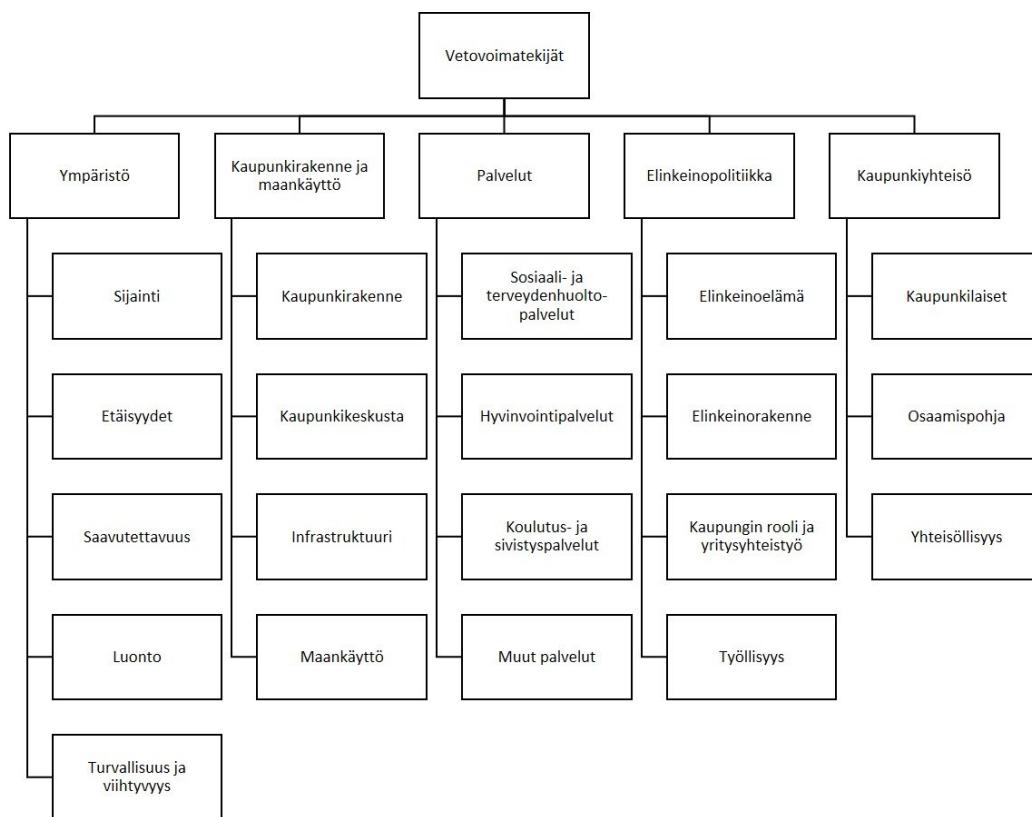 Vetovoimatekijät
Ympäristö
Kaupunkirakenne ja
maankäyttö
Palvelut
Elinkeinopolitiikka
Kaupunkiyhteisö
Sijainti
Kaupunkirakenne
Sosiaali- ja
terveydenhuolto-
palvelut
Elinkeinoelämä
Kaupunkilaiset
Etäisyydet
Kaupunkikeskusta
Hyvinvointipalvelut
Elinkeinorakenne
Osaamispohja
Saavutettavuus
Infrastruktuuri
Koulutus- ja
sivistyspalvelut
Kaupungin rooli ja
yritysyhteistyö
Yhteisöllisyys
Luonto
Maankäyttö
Muut palvelut
Työllisyys
Turvallisuus ja
viihtyvyys